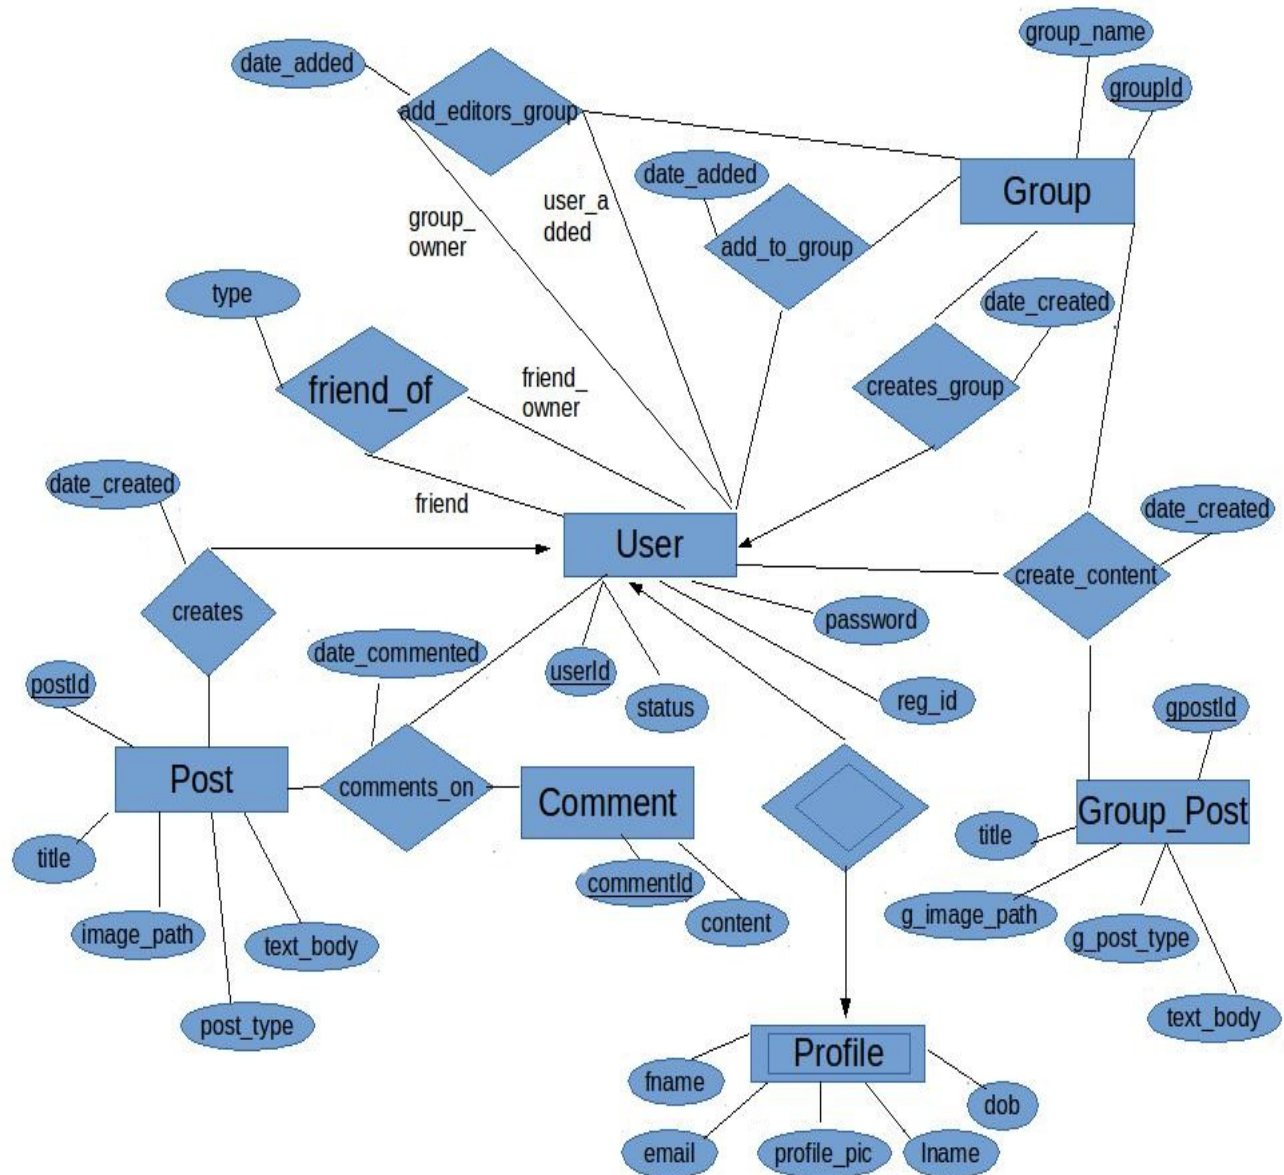 group_name
date_added
groupId
add_editors_group
date_added
Group
group_
owner
user_a
dded
add_to_group
type
date_created
friend_of
friend_
owner
creates_group
date_created
friend
date_created
User
create_content
creates
password
date_commented
userId
postId
status
reg_id
gpostId
Post
comments_on
Comment
Group_Post
title
title
commentId
content
image_path
text_body
g_image_path
g_post_type
post_type
text_body
Profile
fname
dob
email
profile_pic
lname